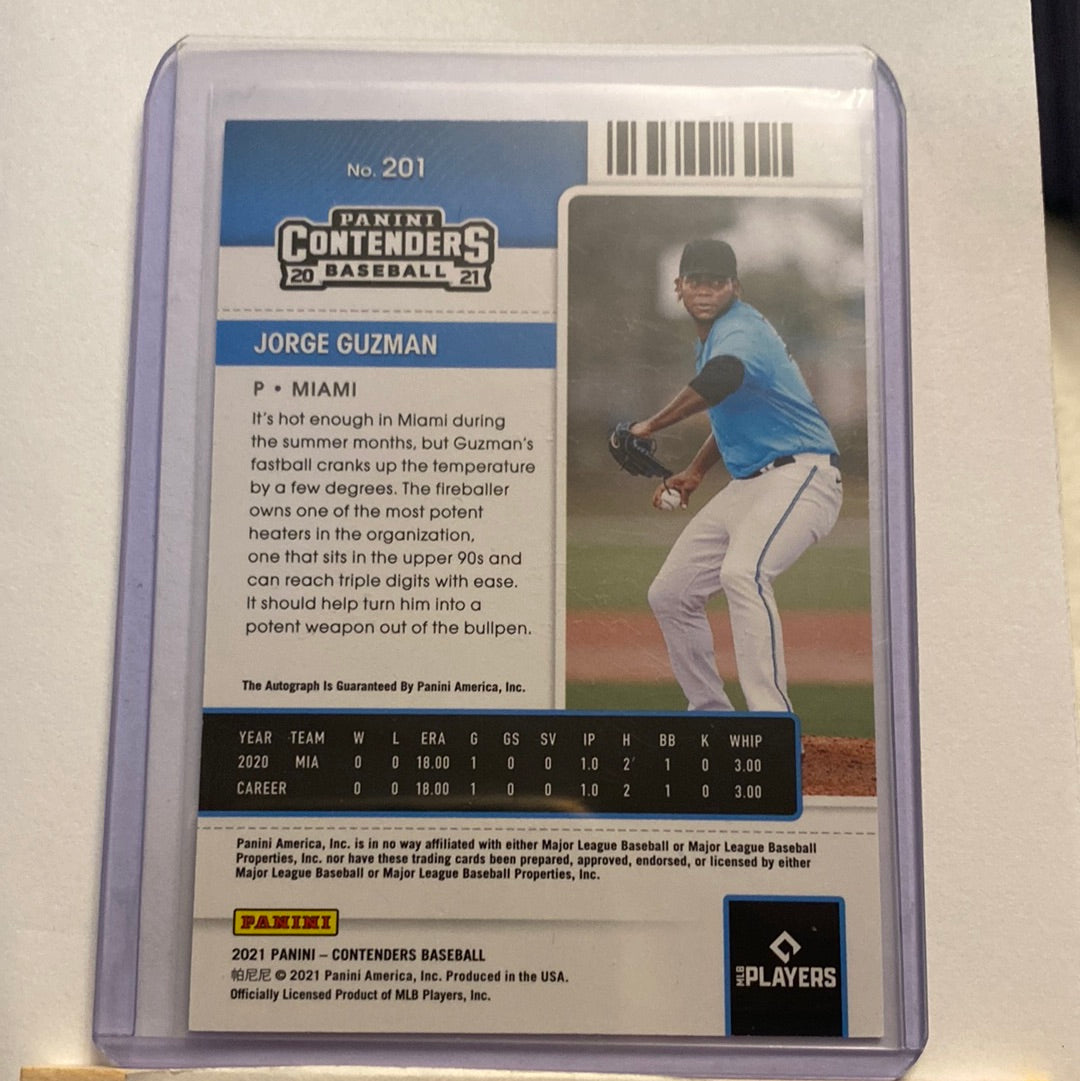 No. 201
PANINI
CONTENDERS
20 BASEBALL 21
JORGE GUZMAN
P • MIAMI
It's hot enough in Miami during
the summer months, but Guzman's
fastball cranks up the temperature
by a few degrees. The fireballer
owns one of the most potent
heaters in the organization,
one that sits in the upper 90s and
can reach triple digits with ease.
It should help turn him into a
potent weapon out of the bullpen.
The Autograph Is Guaranteed By Panini America, Inc.
YEAR TEAM W L ERA G GS SV IP H BB K WHIP
2020 MIA 0 0 18.00 1 0 0 1.0 2 1 0 3.00
CAREER 0 0 18.00 1 0 0 1.0 2 1 0 3.00
Panini America, Inc. is in no way affiliated with either Major League Baseball or Major League Baseball
Properties, Inc. nor have these trading cards been prepared, approved, endorsed, or licensed by either
Major League Baseball or Major League Baseball Properties, Inc.
PANINI
2021 PANINI – CONTENDERS BASEBALL
帕尼尼 © 2021 Panini America, Inc. Produced in the USA.
Officially Licensed Product of MLB Players, Inc.
MLB PLAYERS